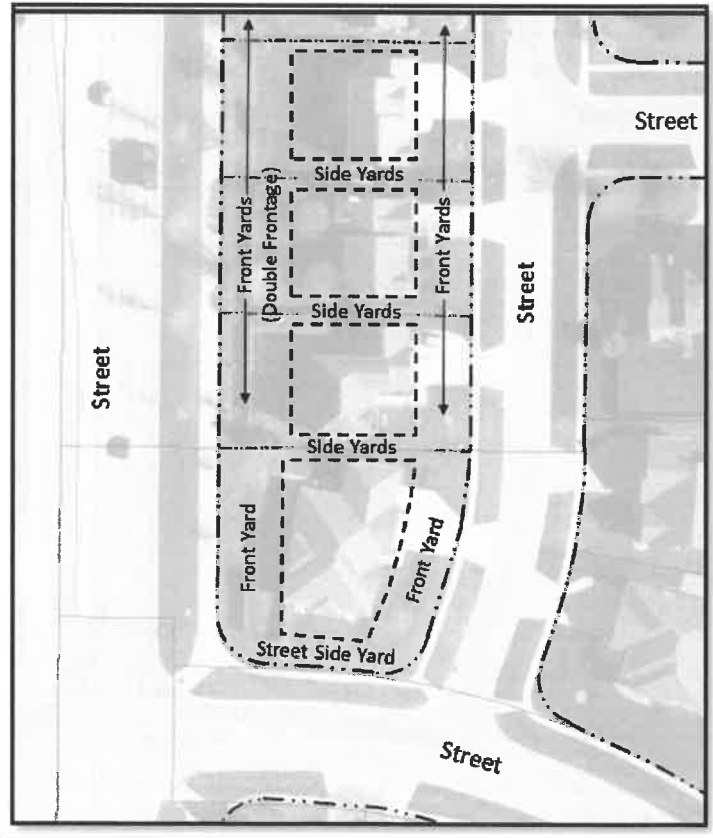 Street
Side Yards
Front Yards
(Double Frontage)
Front Yards
Side Yards
Street
Street
Side Yards
Front Yard
Front Yard
Street Side Yard
Street